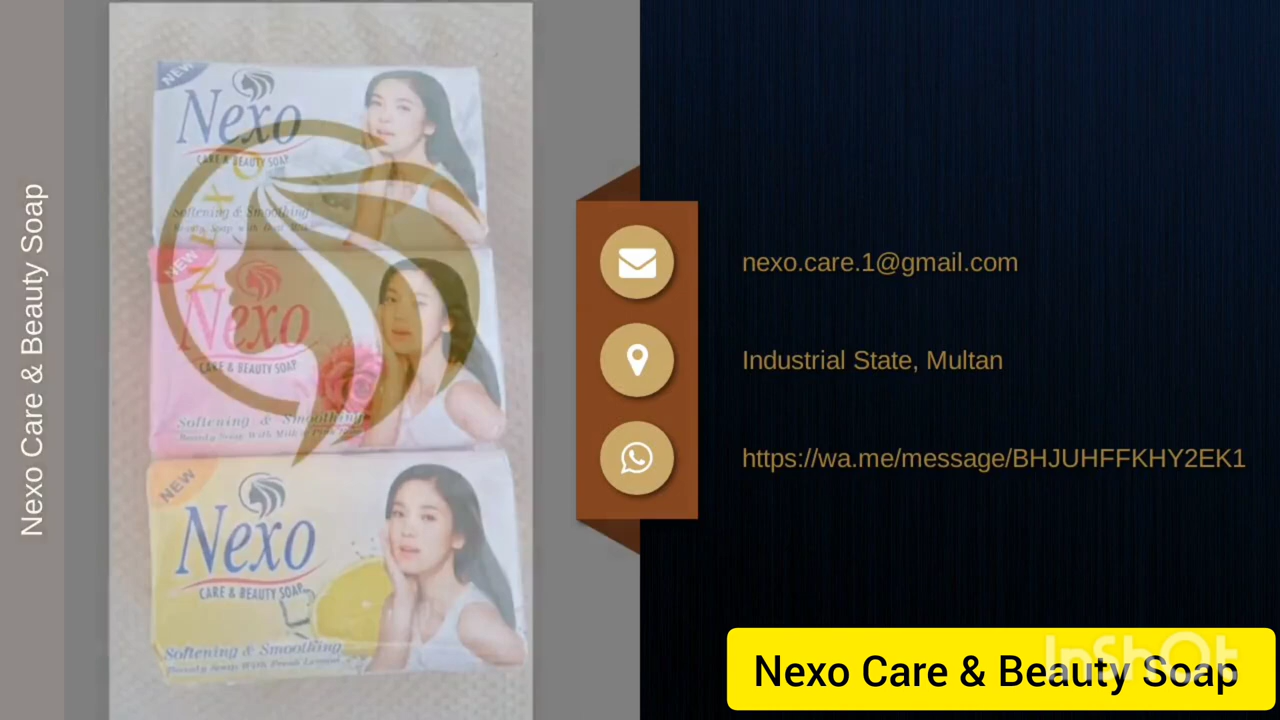 Nexo Care & Beauty Soap
NEW
Nexo
CARE & BEAUTY SOAP
Softening & Smoothing
Nexo
NEW
Nexo
CARE & BEAUTY SOAP
Softening & Smoothing
NEW
Nexo
CARE & BEAUTY SOAP
Softening & Smoothing
Beauty Soap With Fresh Lemon
nexo.care.1@gmail.com
Industrial State, Multan
https://wa.me/message/BHJUHFFKHY2EK1
InShOt
Nexo Care & Beauty Soap